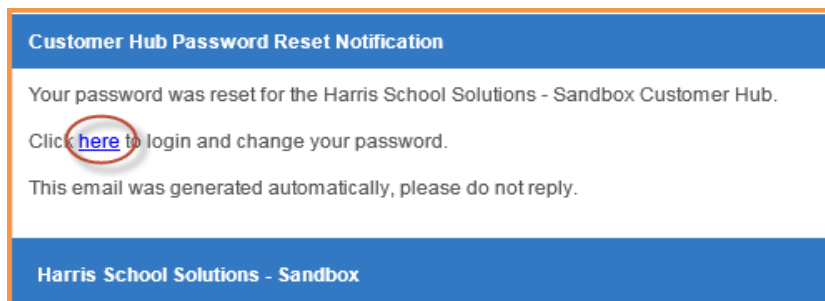 Customer Hub Password Reset Notification
Your password was reset for the Harris School Solutions - Sandbox Customer Hub.
Click here to login and change your password.
This email was generated automatically, please do not reply.
Harris School Solutions - Sandbox